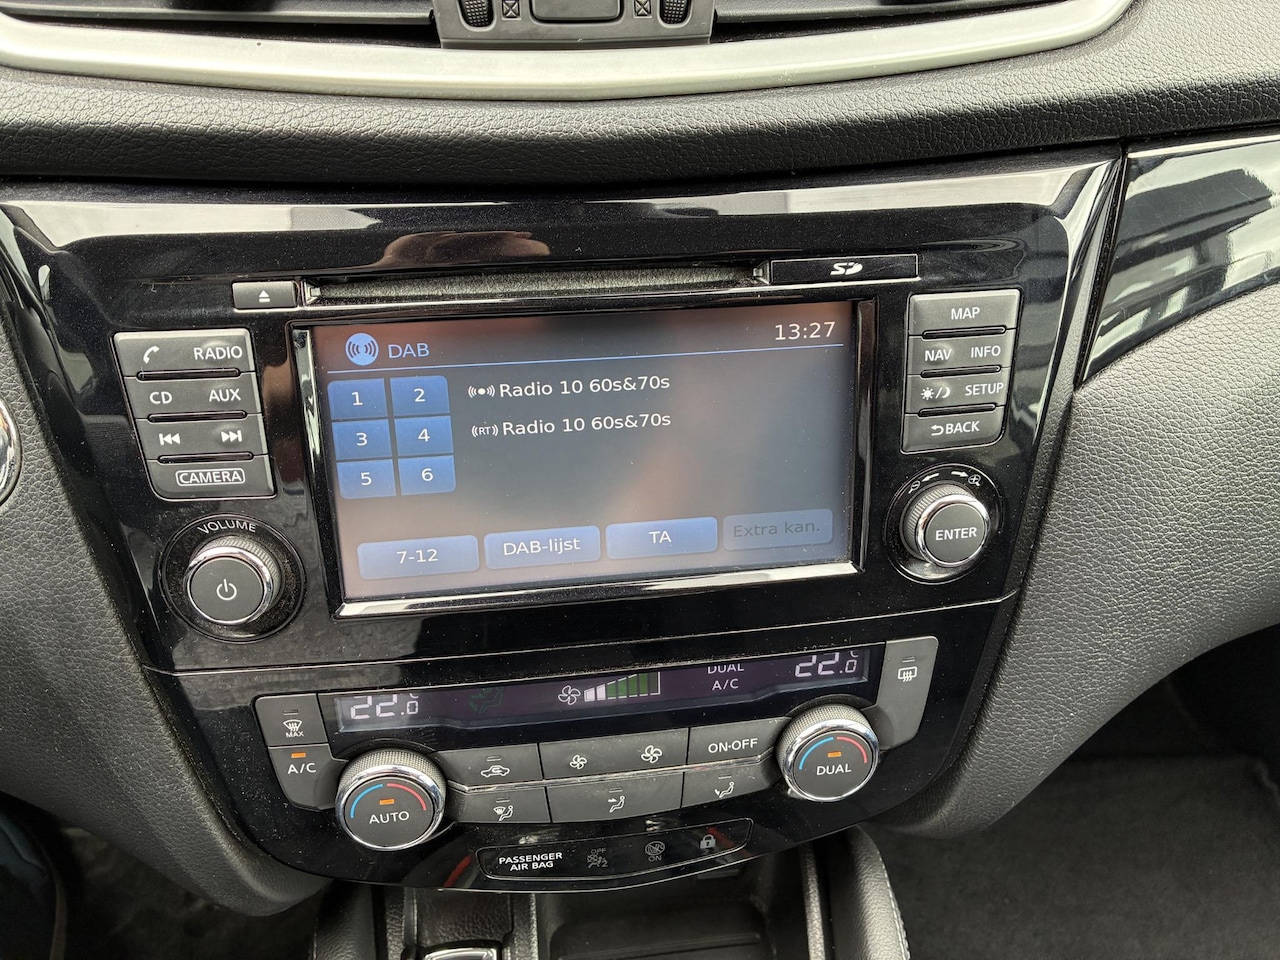 SD
RADIO
CD AUX
CAMERA
VOLUME
DAB 13:27
1 2
3 4
5 6
Radio 10 60s&70s
(RT) Radio 10 60s&70s
7-12 DAB-lijst TA Extra kan.
MAP
NAV INFO
SETUP
BACK
ENTER
22.0 DUAL 22.0
A/C
MAX
A/C
AUTO
ON·OFF
DUAL
PASSENGER
AIR BAG
OFF
2
ON